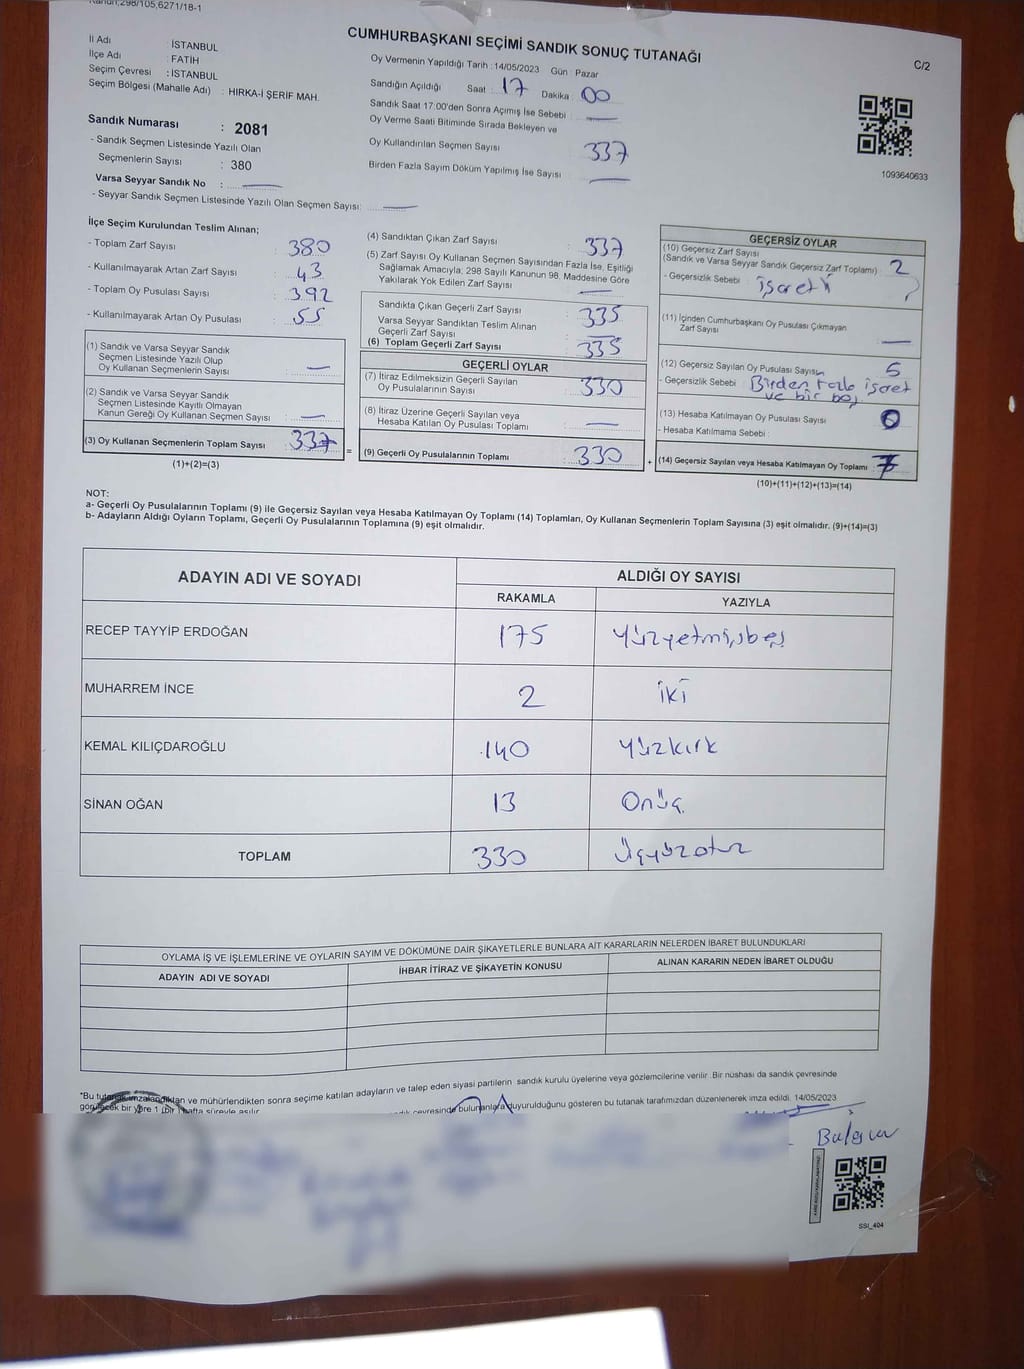 Kanun;298/105,6271/18-1
CUMHURBAŞKANI SEÇİMİ SANDIK SONUÇ TUTANAĞI
C/2
İl Adı : İSTANBUL
İlçe Adı : FATİH
Seçim Çevresi : İSTANBUL
Seçim Bölgesi (Mahalle Adı) : HIRKA-İ ŞERİF MAH.
Sandık Numarası : 2081
- Sandık Seçmen Listesinde Yazılı Olan
Seçmenlerin Sayısı : 380
Varsa Seyyar Sandık No : —
- Seyyar Sandık Seçmen Listesinde Yazılı Olan Seçmen Sayısı: —
Oy Vermenin Yapıldığı Tarih : 14/05/2023 Gün : Pazar
Sandığın Açıldığı Saat : 17 Dakika : 00
Sandık Saat 17:00'den Sonra Açımış İse Sebebi : —
Oy Verme Saati Bitiminde Sırada Bekleyen ve
Oy Kullandırılan Seçmen Sayısı : 337
Birden Fazla Sayım Döküm Yapılmış İse Sayısı : —
1093640633
İlçe Seçim Kurulundan Teslim Alınan;
- Toplam Zarf Sayısı : 380
- Kullanılmayarak Artan Zarf Sayısı : 43
- Toplam Oy Pusulası Sayısı : 392
- Kullanılmayarak Artan Oy Pusulası : 55
(1) Sandık ve Varsa Seyyar Sandık
Seçmen Listesinde Yazılı Olup
Oy Kullanan Seçmenlerin Sayısı : —
(2) Sandık ve Varsa Seyyar Sandık
Seçmen Listesinde Kayıtlı Olmayan
Kanun Gereği Oy Kullanan Seçmen Sayısı : —
(3) Oy Kullanan Seçmenlerin Toplam Sayısı : 337
(1)+(2)=(3)
=
(4) Sandıktan Çıkan Zarf Sayısı : 337
(5) Zarf Sayısı Oy Kullanan Seçmen Sayısından Fazla İse, Eşitliği
Sağlamak Amacıyla, 298 Sayılı Kanunun 98. Maddesine Göre
Yakılarak Yok Edilen Zarf Sayısı : —
Sandıkta Çıkan Geçerli Zarf Sayısı : 335
Varsa Seyyar Sandıktan Teslim Alınan
Geçerli Zarf Sayısı : —
(6) Toplam Geçerli Zarf Sayısı : 335
GEÇERLİ OYLAR
(7) İtiraz Edilmeksizin Geçerli Sayılan
Oy Pusulalarının Sayısı : 330
(8) İtiraz Üzerine Geçerli Sayılan veya
Hesaba Katılan Oy Pusulası Toplamı : —
(9) Geçerli Oy Pusulalarının Toplamı : 330
+
GEÇERSİZ OYLAR
(10) Geçersiz Zarf Sayısı
(Sandık ve Varsa Seyyar Sandık Geçersiz Zarf Toplamı) : 2
- Geçersizlik Sebebi : işaretli
(11) İçinden Cumhurbaşkanı Oy Pusulası Çıkmayan
Zarf Sayısı : —
(12) Geçersiz Sayılan Oy Pusulası Sayısı : 5
- Geçersizlik Sebebi : Birden fazla işaret
ve bir boş
(13) Hesaba Katılmayan Oy Pusulası Sayısı : 0
- Hesaba Katılmama Sebebi :
(14) Geçersiz Sayılan veya Hesaba Katılmayan Oy Toplamı : 7
(10)+(11)+(12)+(13)=(14)
NOT:
a- Geçerli Oy Pusulalarının Toplamı (9) ile Geçersiz Sayılan veya Hesaba Katılmayan Oy Toplamı (14) Toplamları, Oy Kullanan Seçmenlerin Toplam Sayısına (3) eşit olmalıdır. (9)+(14)=(3)
b- Adayların Aldığı Oyların Toplamı, Geçerli Oy Pusulalarının Toplamına (9) eşit olmalıdır.
ADAYIN ADI VE SOYADI ALDIĞI OY SAYISI
RAKAMLA YAZIYLA
RECEP TAYYİP ERDOĞAN 175 Yüzyetmişbeş
MUHARREM İNCE 2 iki
KEMAL KILIÇDAROĞLU 140 Yüzkırk
SİNAN OĞAN 13 Onüç
TOPLAM 330 Üçyüzotuz
OYLAMA İŞ VE İŞLEMLERİNE VE OYLARIN SAYIM VE DÖKÜMÜNE DAİR ŞİKAYETLERLE BUNLARA AİT KARARLARIN NELERDEN İBARET BULUNDUKLARI
ADAYIN ADI VE SOYADI İHBAR İTİRAZ VE ŞİKAYETİN KONUSU ALINAN KARARIN NEDEN İBARET OLDUĞU
*Bu tutanak imzalandıktan ve mühürlendikten sonra seçime katılan adayların ve talep eden siyasi partilerin sandık kurulu üyelerine veya gözlemcilerine verilir. Bir nüshası da sandık çevresinde
görülecek bir yere 1 (bir) hafta süreyle asılır.
çevresinde bulunanlara duyurulduğunu gösteren bu tutanak tarafımızdan düzenlenerek imza edildi. 14/05/2023
SSI_404